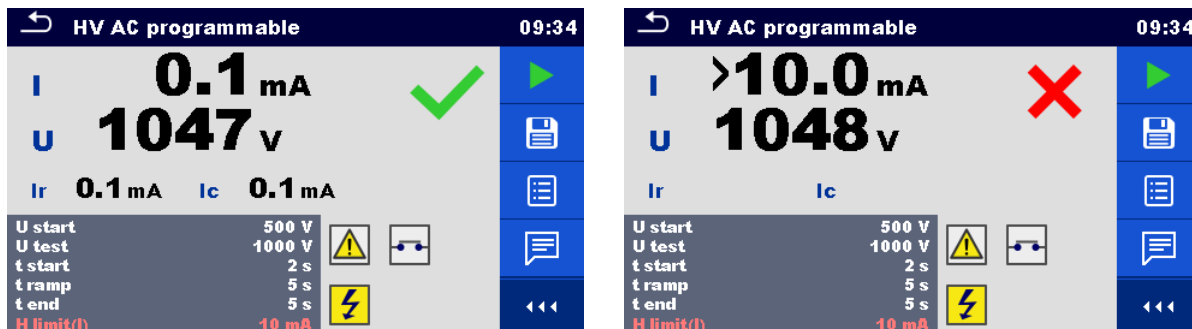 HV AC programmable 09:34
I 0.1 mA
U 1047 V
Ir 0.1 mA Ic 0.1 mA
U start 500 V
U test 1000 V
t start 2 s
t ramp 5 s
t end 5 s
H limit(I) 10 mA
HV AC programmable 09:34
I >10.0 mA
U 1048 V
Ir Ic
U start 500 V
U test 1000 V
t start 2 s
t ramp 5 s
t end 5 s
H limit(I) 10 mA